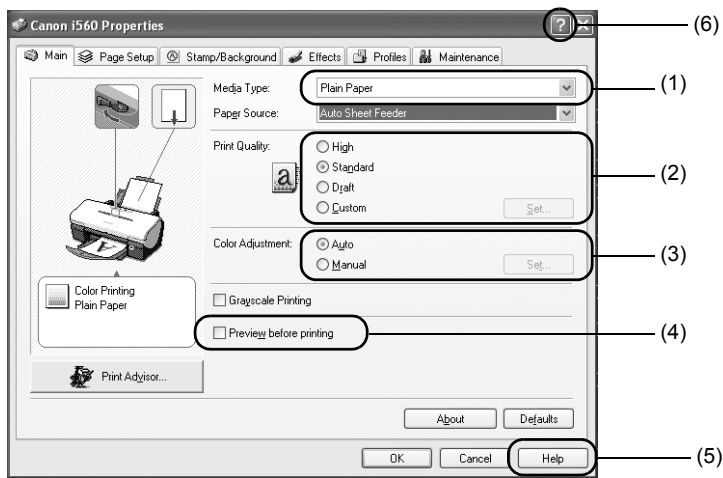 Canon i560 Properties
(6)
Main Page Setup Stamp/Background Effects Profiles Maintenance
Media Type: Plain Paper
(1)
Paper Source: Auto Sheet Feeder
Print Quality:
High
Standard
Draft
Custom Set...
a
(2)
Color Adjustment:
Auto
Manual Set...
(3)
Color Printing
Plain Paper
Grayscale Printing
Preview before printing
(4)
Print Advisor...
About Defaults
OK Cancel Help
(5)